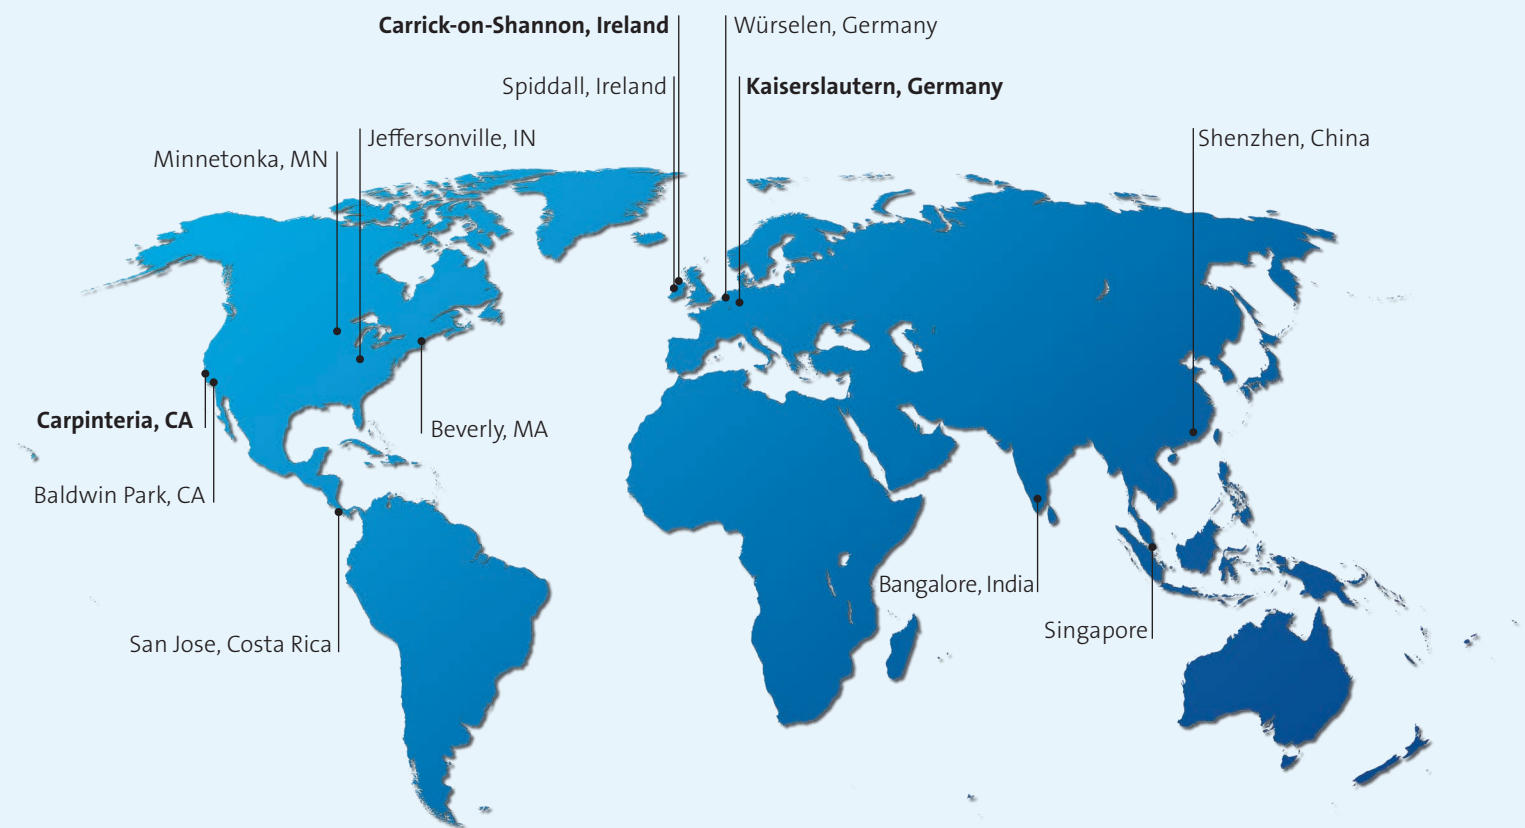 Carrick-on-Shannon, Ireland
Würselen, Germany
Spiddall, Ireland
Kaiserslautern, Germany
Jeffersonville, IN
Shenzhen, China
Minnetonka, MN
Carpinteria, CA
Beverly, MA
Baldwin Park, CA
Bangalore, India
Singapore
San Jose, Costa Rica